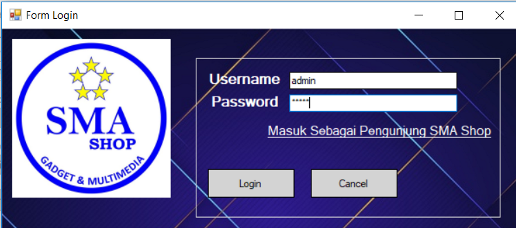 Form Login
SMA
SHOP
GADGET & MULTIMEDIA
Username admin
Password *****
Masuk Sebagai Pengunjung SMA Shop
Login Cancel